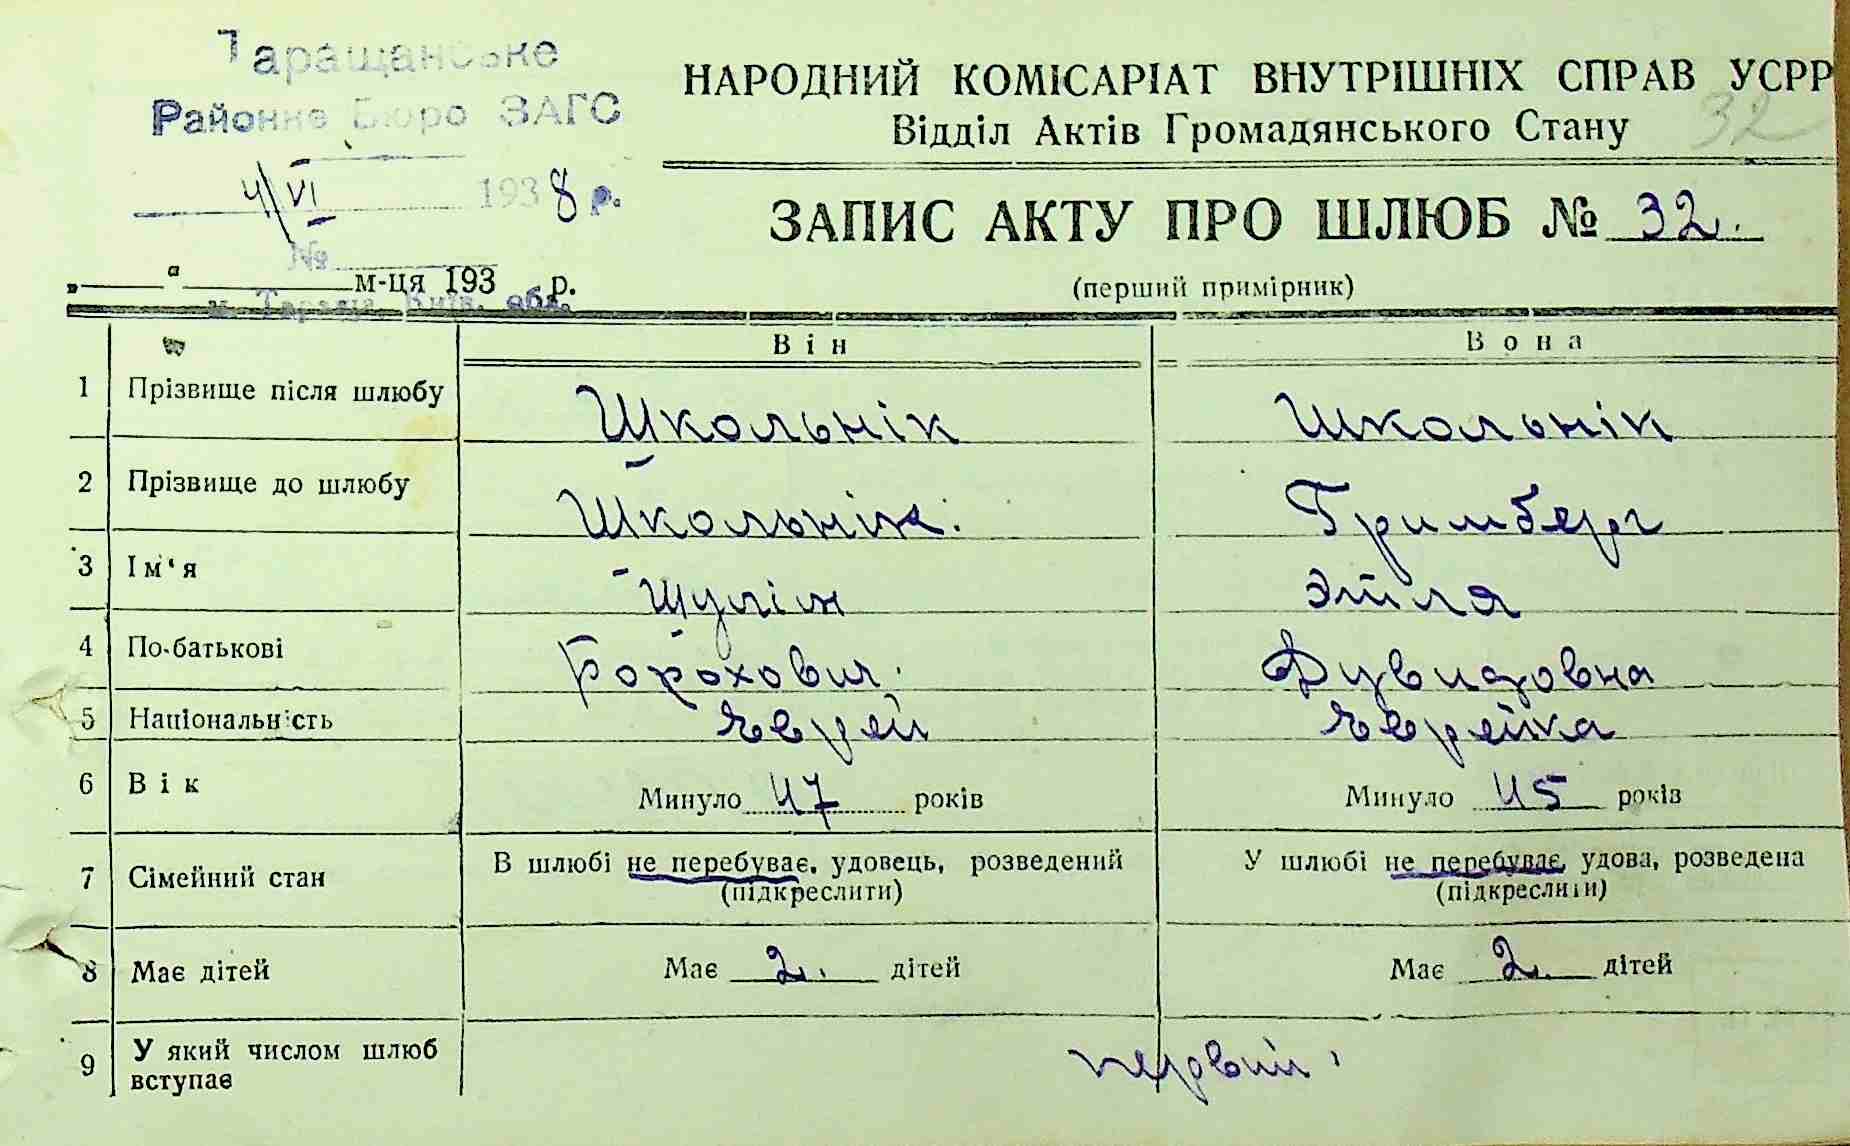 Таращанське
Районне Бюро ЗАГС
4/VI 1938 р.
№
м. Тараща, Київ. обл.
„ “ м-ця 193 р.
НАРОДНИЙ КОМІСАРІАТ ВНУТРІШНІХ СПРАВ УСРР
Відділ Актів Громадянського Стану
32
ЗАПИС АКТУ ПРО ШЛЮБ № 32.
(перший примірник)
Він Вона
1 Прізвище після шлюбу Школьнік Школьнік
2 Прізвище до шлюбу Школьнік. Гримберг
3 Ім‘я Шулім Этля
4 По-батькові Борохович. Дувидовна
5 Національність Еврей Еврейка
6 Вік Минуло 47 років Минуло 45 років
7 Сімейний стан В шлюбі не перебуває, удовець, розведений У шлюбі не перебуває, удова, розведена
(підкреслити) (підкреслити)
8 Має дітей Має 2. дітей Має 2. дітей
9 У який числом шлюб
вступає первий